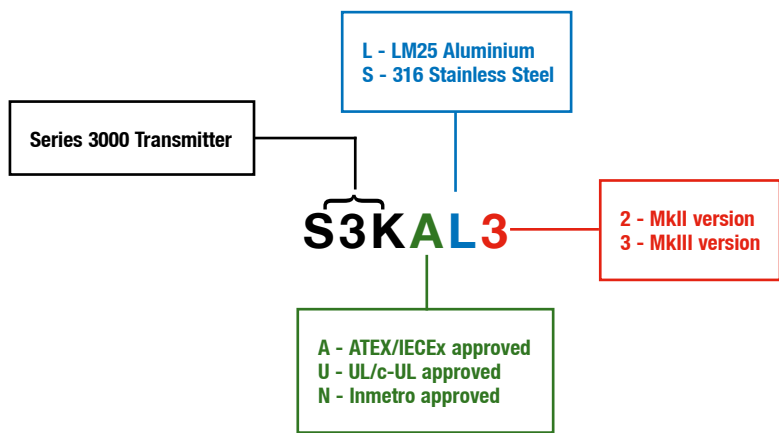 L - LM25 Aluminium
S - 316 Stainless Steel
Series 3000 Transmitter
S3KAL3
2 - MkII version
3 - MkIII version
A - ATEX/IECEx approved
U - UL/c-UL approved
N - Inmetro approved